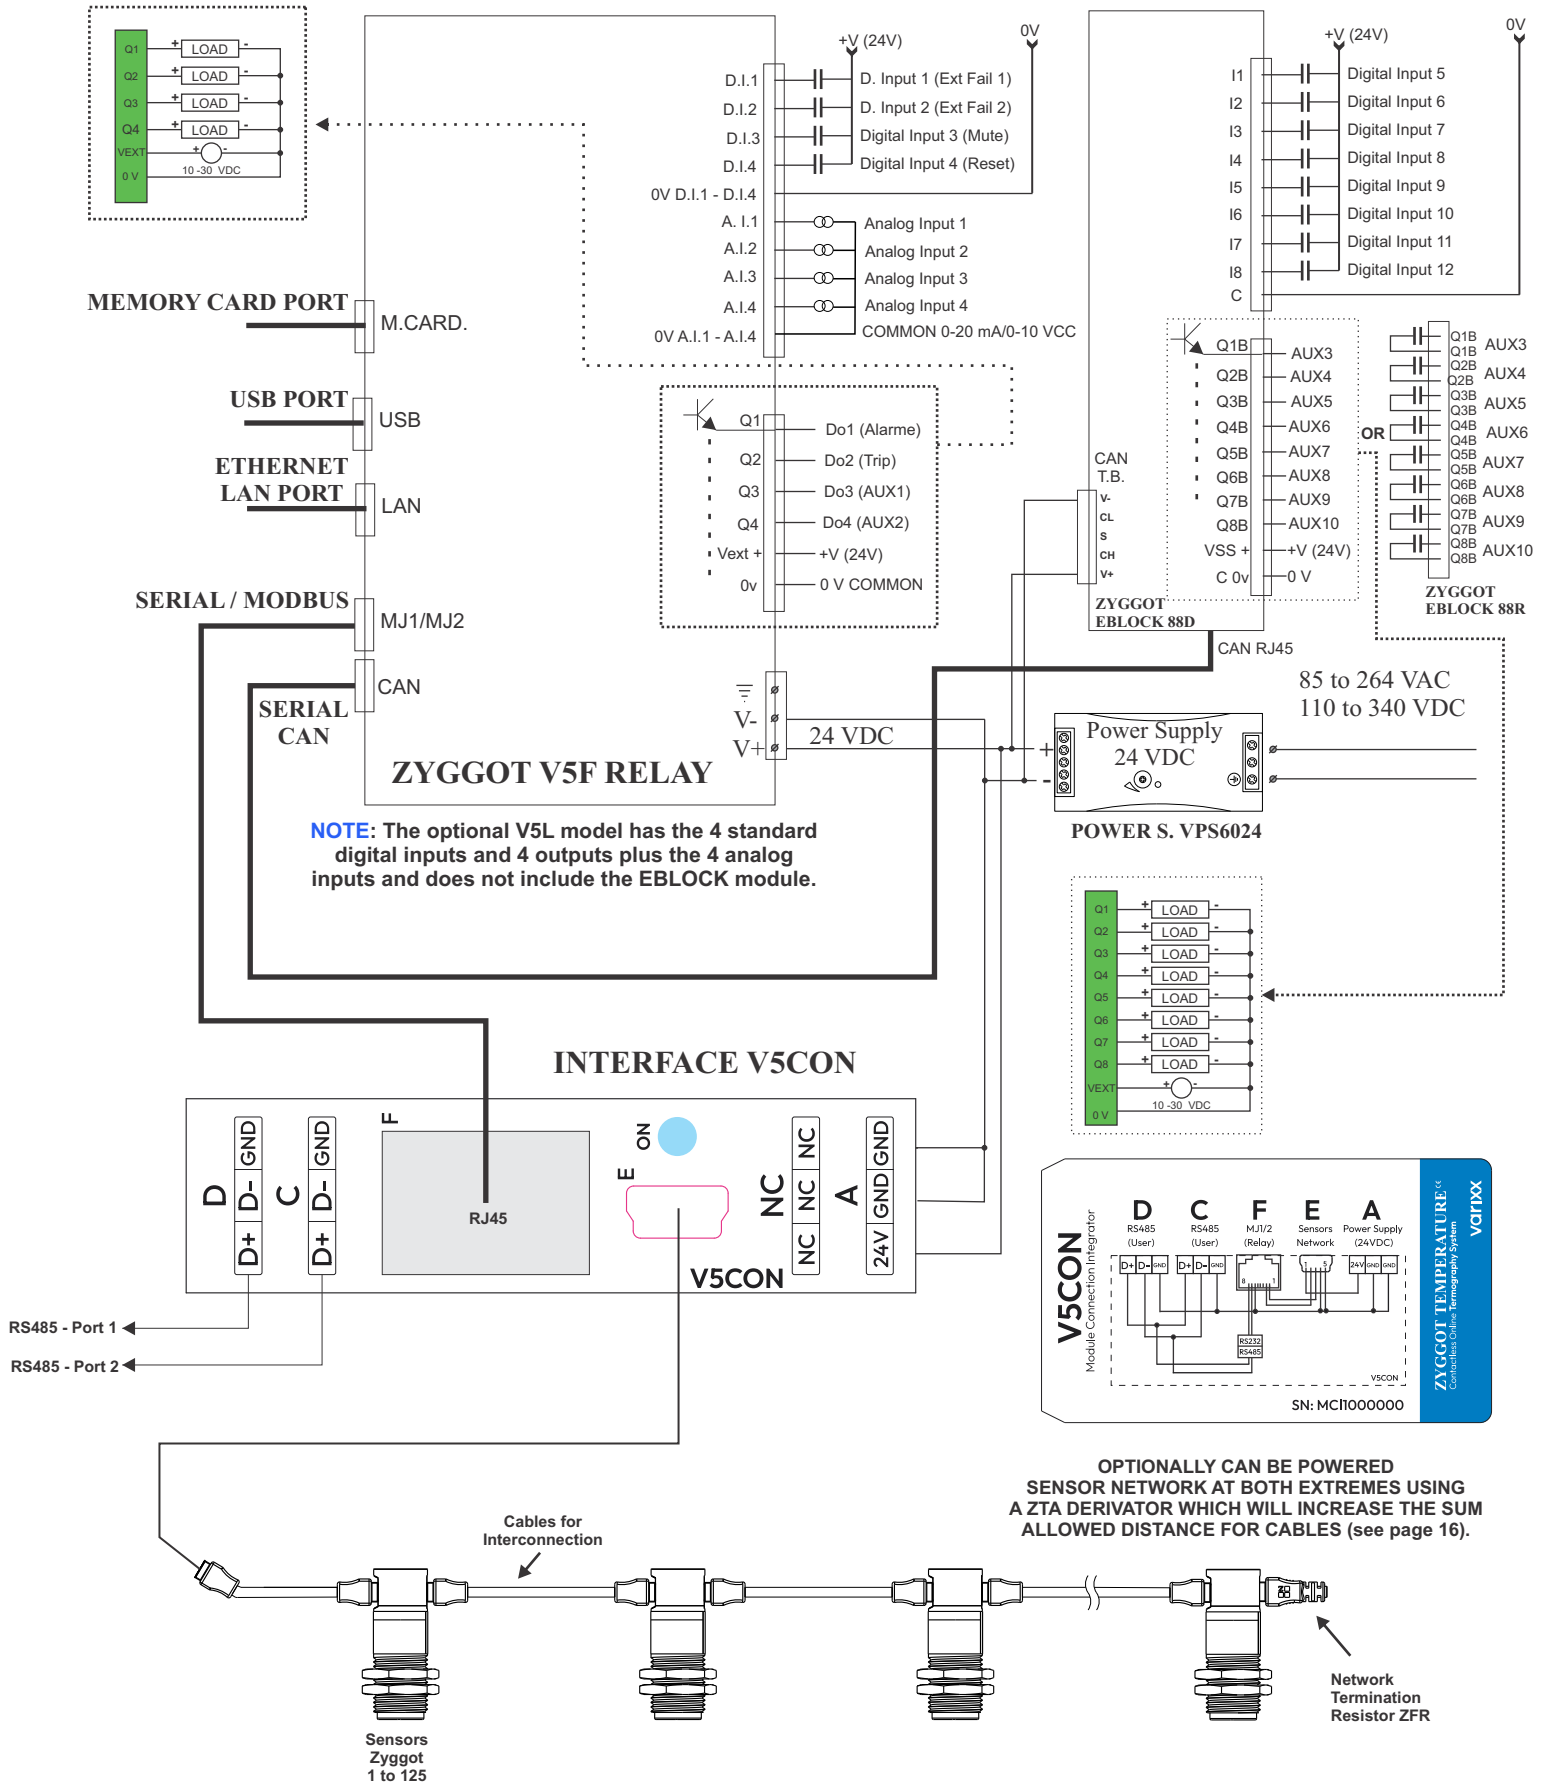 Q1 + LOAD -
Q2 + LOAD -
Q3 + LOAD -
Q4 + LOAD -
VEXT + -
10 -30 VDC
0 V
+V (24V)
0V
D.I.1 D. Input 1 (Ext Fail 1)
D.I.2 D. Input 2 (Ext Fail 2)
D.I.3 Digital Input 3 (Mute)
D.I.4 Digital Input 4 (Reset)
0V D.I.1 - D.I.4
A. I.1 Analog Input 1
A.I.2 Analog Input 2
A.I.3 Analog Input 3
A.I.4 Analog Input 4
0V A.I.1 - A.I.4 COMMON 0-20 mA/0-10 VCC
+V (24V)
0V
I1 Digital Input 5
I2 Digital Input 6
I3 Digital Input 7
I4 Digital Input 8
I5 Digital Input 9
I6 Digital Input 10
I7 Digital Input 11
I8 Digital Input 12
C
MEMORY CARD PORT
M.CARD.
USB PORT
USB
ETHERNET
LAN PORT
LAN
SERIAL / MODBUS
MJ1/MJ2
CAN
SERIAL
CAN
Q1 Do1 (Alarme)
Q2 Do2 (Trip)
Q3 Do3 (AUX1)
Q4 Do4 (AUX2)
Vext + +V (24V)
0v 0 V COMMON
Q1B AUX3
Q2B AUX4
Q3B AUX5
Q4B AUX6
Q5B AUX7
Q6B AUX8
Q7B AUX9
Q8B AUX10
VSS + +V (24V)
C 0v 0 V
OR
Q1B
Q1B AUX3
Q2B
Q2B AUX4
Q3B
Q3B AUX5
Q4B
Q4B AUX6
Q5B
Q5B AUX7
Q6B
Q6B AUX8
Q7B
Q7B AUX9
Q8B
Q8B AUX10
ZYGGOT
EBLOCK 88R
CAN
T.B.
V-
CL
S
CH
V+
ZYGGOT
EBLOCK 88D
CAN RJ45
V-
V+
24 VDC
ZYGGOT V5F RELAY
85 to 264 VAC
110 to 340 VDC
+
-
Power Supply
24 VDC
POWER S. VPS6024
NOTE: The optional V5L model has the 4 standard
digital inputs and 4 outputs plus the 4 analog
inputs and does not include the EBLOCK module.
Q1 + LOAD -
Q2 + LOAD -
Q3 + LOAD -
Q4 + LOAD -
Q5 + LOAD -
Q6 + LOAD -
Q7 + LOAD -
Q8 + LOAD -
VEXT + -
10 -30 VDC
0 V
INTERFACE V5CON
D
D+ D- GND
C
D+ D- GND
F
RJ45
ON
E
NC
NC NC NC
A
24V GND GND
V5CON
RS485 - Port 1
RS485 - Port 2
V5CON
Module Connection Integrator
D C F E A
RS485 (User)
RS485 (User)
MJ1/2 (Relay)
Sensors Network
Power Supply (24VDC)
D+ D- GND D+ D- GND 8 1 1 5 24V GND GND
RS232
RS485
V5CON
SN: MCI1000000
ZYGGOT TEMPERATURE CE
Contactless Online Termography System
varixx
OPTIONALLY CAN BE POWERED
SENSOR NETWORK AT BOTH EXTREMES USING
A ZTA DERIVATOR WHICH WILL INCREASE THE SUM
ALLOWED DISTANCE FOR CABLES (see page 16).
Cables for
Interconnection
Network
Termination
Resistor ZFR
Sensors
Zyggot
1 to 125